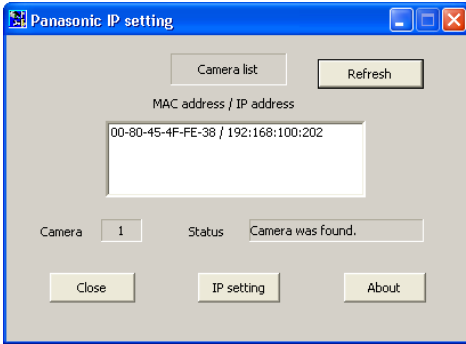 Panasonic IP setting
Camera list
Refresh
MAC address / IP address
00-80-45-4F-FE-38 / 192:168:100:202
Camera 1 Status Camera was found.
Close IP setting About